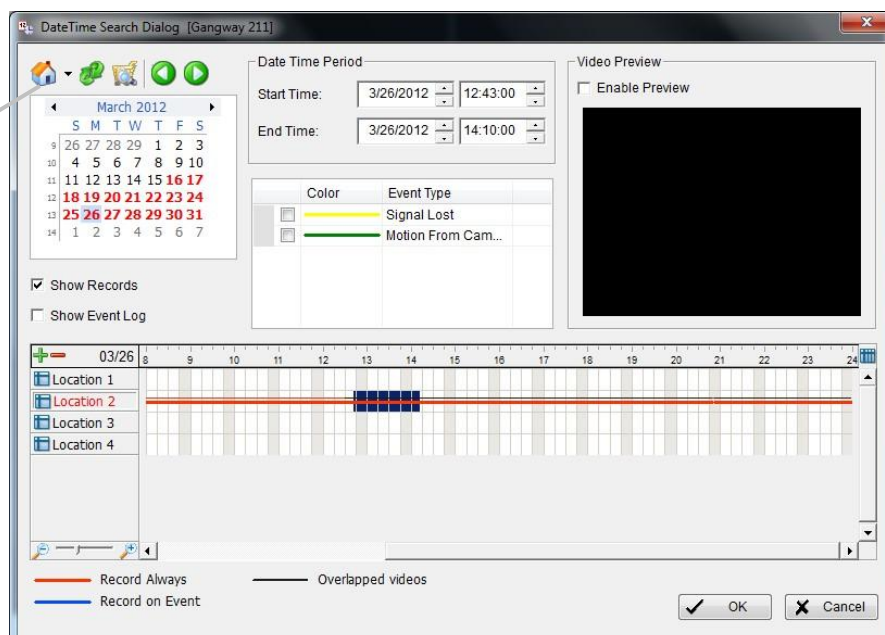 DateTime Search Dialog [Gangway 211]
Date Time Period
Start Time: 3/26/2012 12:43:00
End Time: 3/26/2012 14:10:00
Video Preview
Enable Preview
March 2012
S M T W T F S
9 26 27 28 29 1 2 3
10 4 5 6 7 8 9 10
11 11 12 13 14 15 16 17
12 18 19 20 21 22 23 24
13 25 26 27 28 29 30 31
14 1 2 3 4 5 6 7
Color Event Type
Signal Lost
Motion From Cam...
Show Records
Show Event Log
03/26 8 9 10 11 12 13 14 15 16 17 18 19 20 21 22 23 24
Location 1
Location 2
Location 3
Location 4
Record Always
Overlapped videos
Record on Event
OK
Cancel